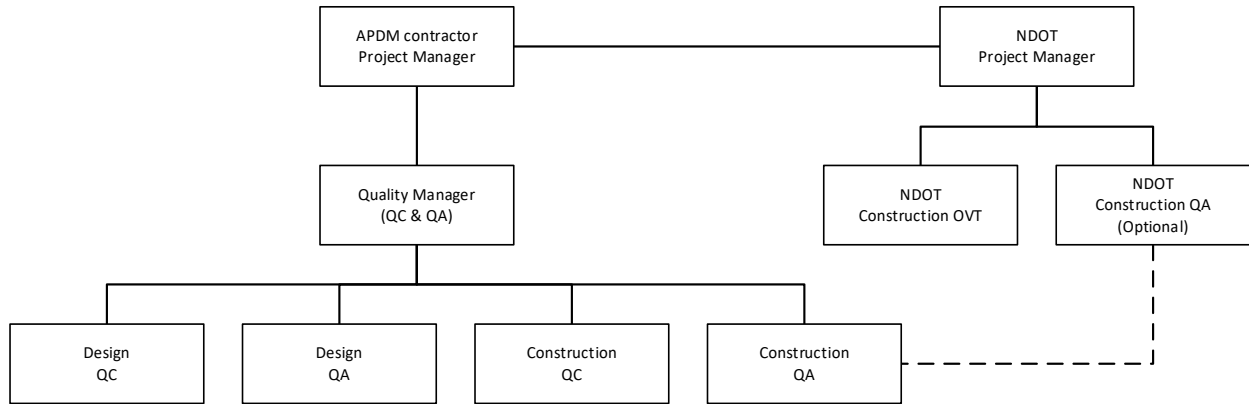 APDM contractor
Project Manager
NDOT
Project Manager
Quality Manager
(QC & QA)
NDOT
Construction OVT
NDOT
Construction QA
(Optional)
Design
QC
Design
QA
Construction
QC
Construction
QA